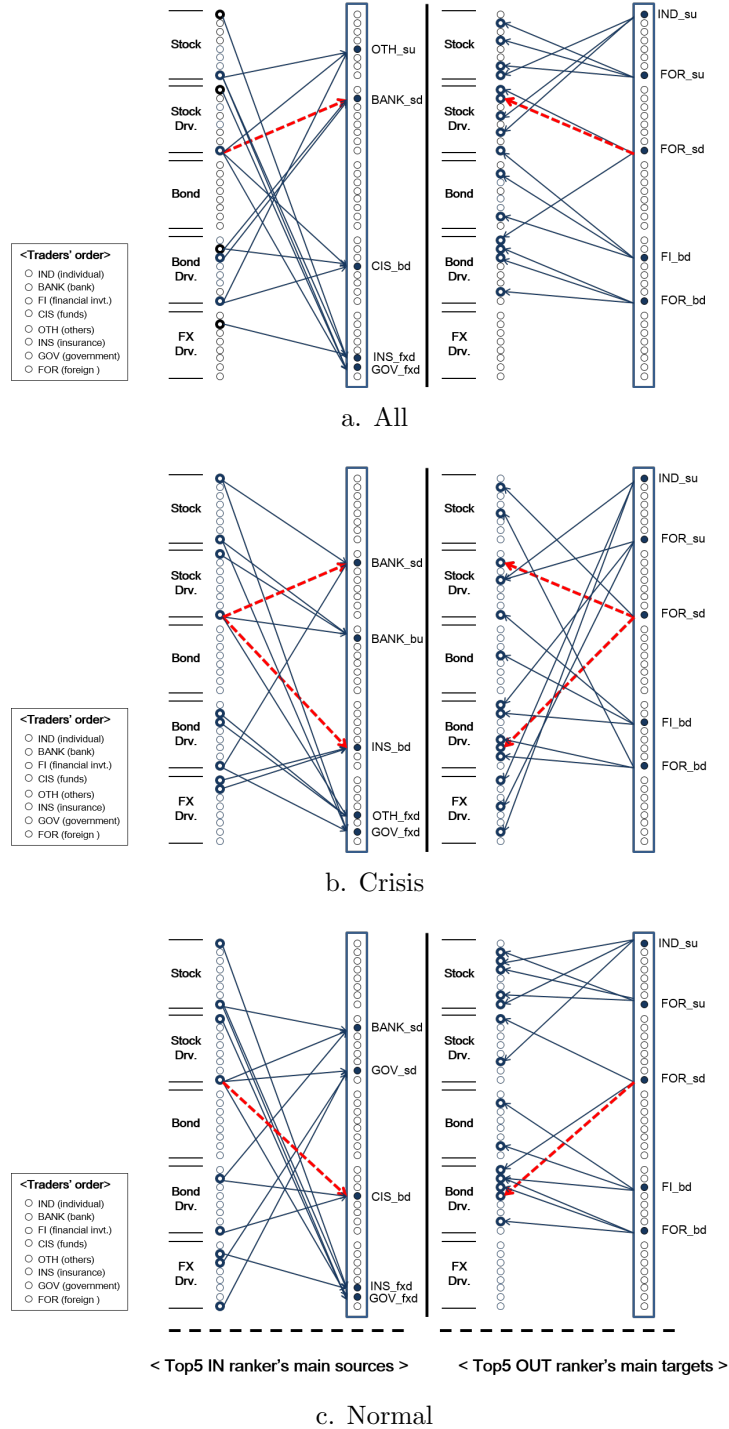 Stock
Stock
Drv.
Bond
Bond
Drv.
FX
Drv.
<Traders' order>
IND (individual)
BANK (bank)
FI (financial invt.)
CIS (funds)
OTH (others)
INS (insurance)
GOV (government)
FOR (foreign )
OTH_su
BANK_sd
CIS_bd
INS_fxd
GOV_fxd
Stock
Stock
Drv.
Bond
Bond
Drv.
FX
Drv.
IND_su
FOR_su
FOR_sd
FI_bd
FOR_bd
a. All
Stock
Stock
Drv.
Bond
Bond
Drv.
FX
Drv.
<Traders' order>
IND (individual)
BANK (bank)
FI (financial invt.)
CIS (funds)
OTH (others)
INS (insurance)
GOV (government)
FOR (foreign )
BANK_sd
BANK_bu
INS_bd
OTH_fxd
GOV_fxd
Stock
Stock
Drv.
Bond
Bond
Drv.
FX
Drv.
IND_su
FOR_su
FOR_sd
FI_bd
FOR_bd
b. Crisis
Stock
Stock
Drv.
Bond
Bond
Drv.
FX
Drv.
<Traders' order>
IND (individual)
BANK (bank)
FI (financial invt.)
CIS (funds)
OTH (others)
INS (insurance)
GOV (government)
FOR (foreign )
BANK_sd
GOV_sd
CIS_bd
INS_fxd
GOV_fxd
Stock
Stock
Drv.
Bond
Bond
Drv.
FX
Drv.
IND_su
FOR_su
FOR_sd
FI_bd
FOR_bd
< Top5 IN ranker's main sources >
< Top5 OUT ranker's main targets >
c. Normal